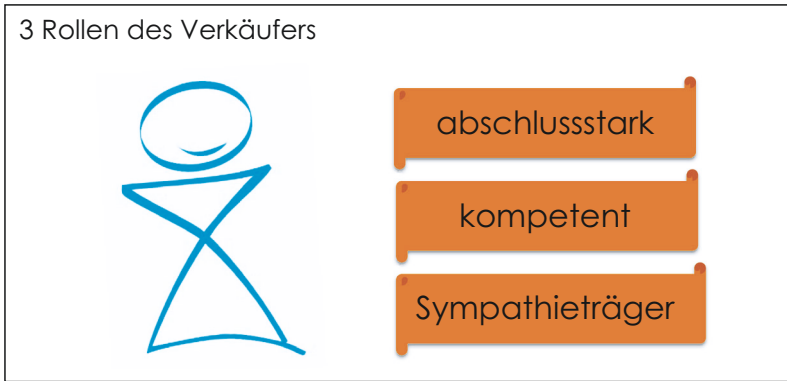 3 Rollen des Verkäufers
abschlussstark
kompetent
Sympathieträger